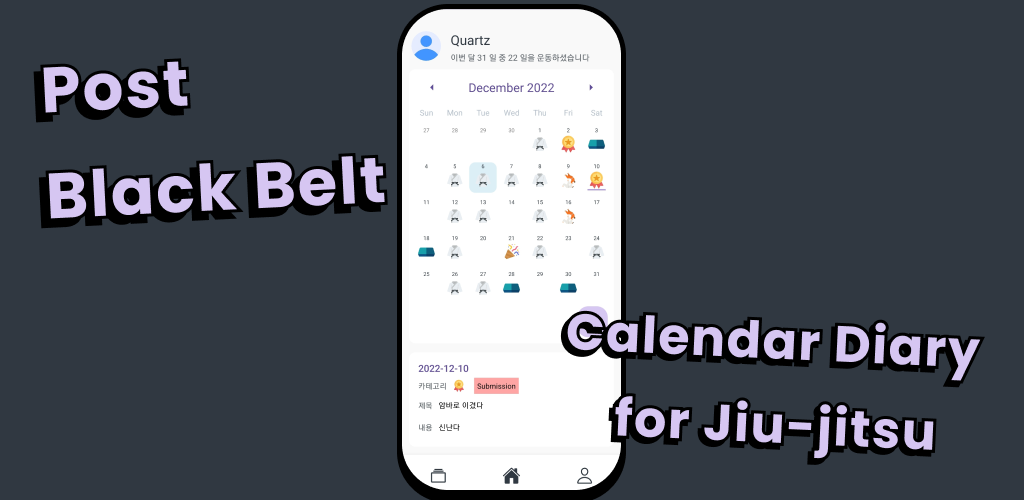 Post
Black Belt
Quartz
이번 달 31 일 중 22 일을 운동하셨습니다
December 2022
Sun Mon Tue Wed Thu Fri Sat
27 28 29 30 1 2 3
4 5 6 7 8 9 10
11 12 13 14 15 16 17
18 19 20 21 22 23 24
25 26 27 28 29 30 31
Calendar Diary
for Jiu-jitsu
2022-12-10
카테고리 Submission
제목 암바로 이겼다
내용 신난다